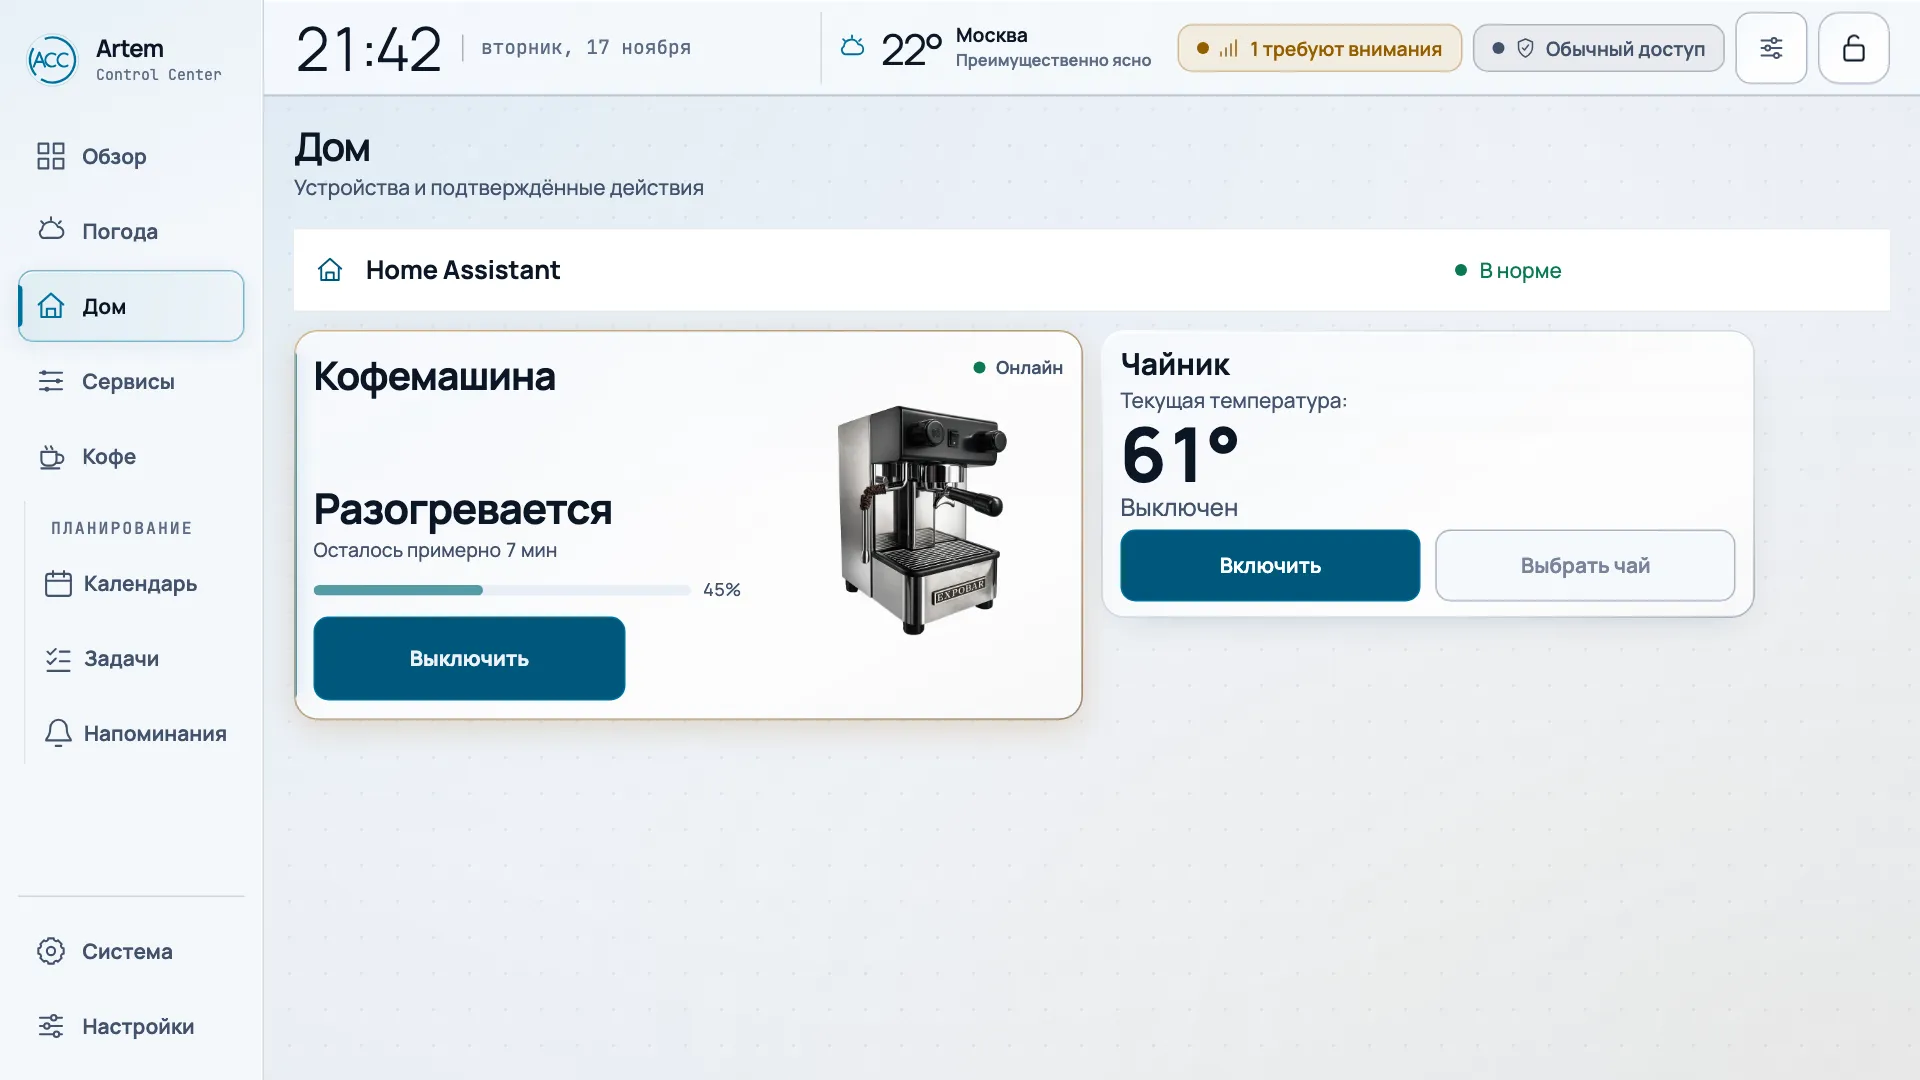 ACC
Artem
Control Center
Обзор
Погода
Дом
Сервисы
Кофе
ПЛАНИРОВАНИЕ
Календарь
Задачи
Напоминания
Система
Настройки
21:42
вторник, 17 ноября
22°
Москва
Преимущественно ясно
1 требуют внимания
Обычный доступ
Дом
Устройства и подтверждённые действия
Home Assistant
В норме
Кофемашина
Онлайн
Разогревается
Осталось примерно 7 мин
45%
Выключить
EXPOBAR
Чайник
Текущая температура:
61°
Выключен
Включить
Выбрать чай